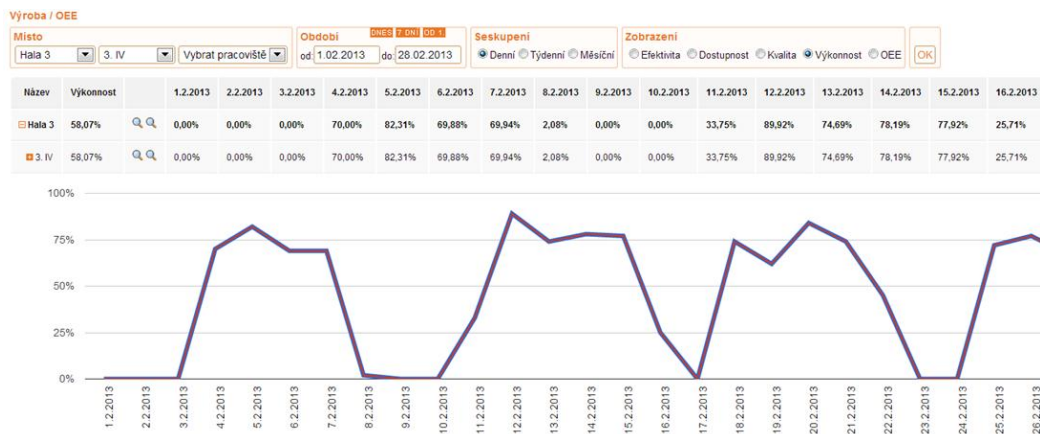 Výroba / OEE
Místo
Období DNES 7 DNÍ OD 1.
Seskupení
Zobrazení
Hala 3 3. IV Vybrat pracoviště od: 1.02.2013 do: 28.02.2013 Denní Týdenní Měsíční Efektivita Dostupnost Kvalita Výkonnost OEE OK
Název Výkonnost 1.2.2013 2.2.2013 3.2.2013 4.2.2013 5.2.2013 6.2.2013 7.2.2013 8.2.2013 9.2.2013 10.2.2013 11.2.2013 12.2.2013 13.2.2013 14.2.2013 15.2.2013 16.2.2013
Hala 3 58,07% 0,00% 0,00% 0,00% 70,00% 82,31% 69,88% 69,94% 2,08% 0,00% 0,00% 33,75% 89,92% 74,69% 78,19% 77,92% 25,71%
3. IV 58,07% 0,00% 0,00% 0,00% 70,00% 82,31% 69,88% 69,94% 2,08% 0,00% 0,00% 33,75% 89,92% 74,69% 78,19% 77,92% 25,71%
100%
75%
50%
25%
0%
1.2.2013 2.2.2013 3.2.2013 4.2.2013 5.2.2013 6.2.2013 7.2.2013 8.2.2013 9.2.2013 10.2.2013 11.2.2013 12.2.2013 13.2.2013 14.2.2013 15.2.2013 16.2.2013 17.2.2013 18.2.2013 19.2.2013 20.2.2013 21.2.2013 22.2.2013 23.2.2013 24.2.2013 25.2.2013 26.2.2013